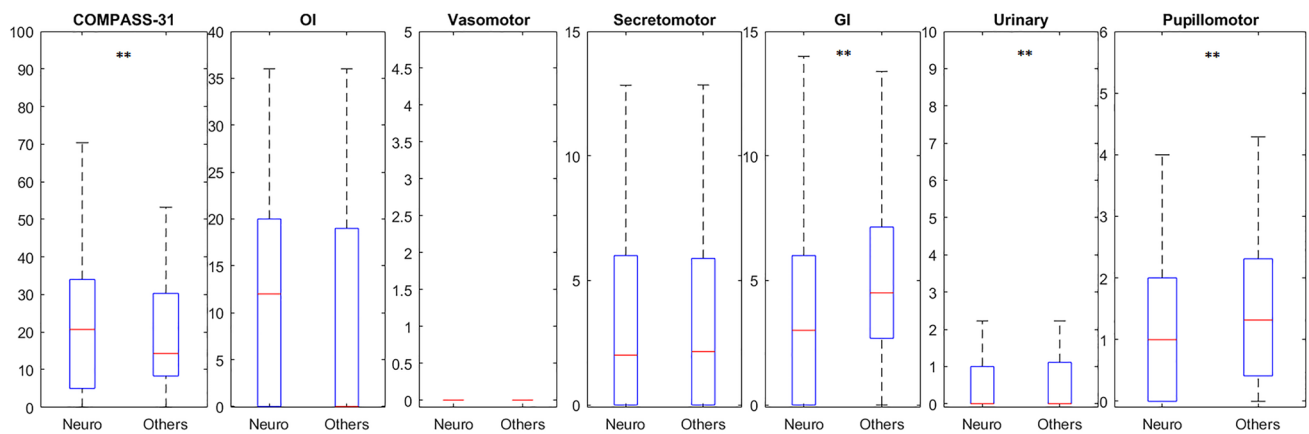 COMPASS-31 OI Vasomotor Secretomotor GI Urinary Pupillomotor
100 40 5 15 15 10 6
** ** ** **
90 35 4.5 9
80 30 4 8 5
70 25 3.5 7
60 3 10 10 6 4
50 20 2.5 5
40 2 4 3
30 15 1.5 5 5 3 2
20 10 1 2
10 5 0.5 1 1
0 0 0 0 0 0 0
Neuro Others Neuro Others Neuro Others Neuro Others Neuro Others Neuro Others Neuro Others